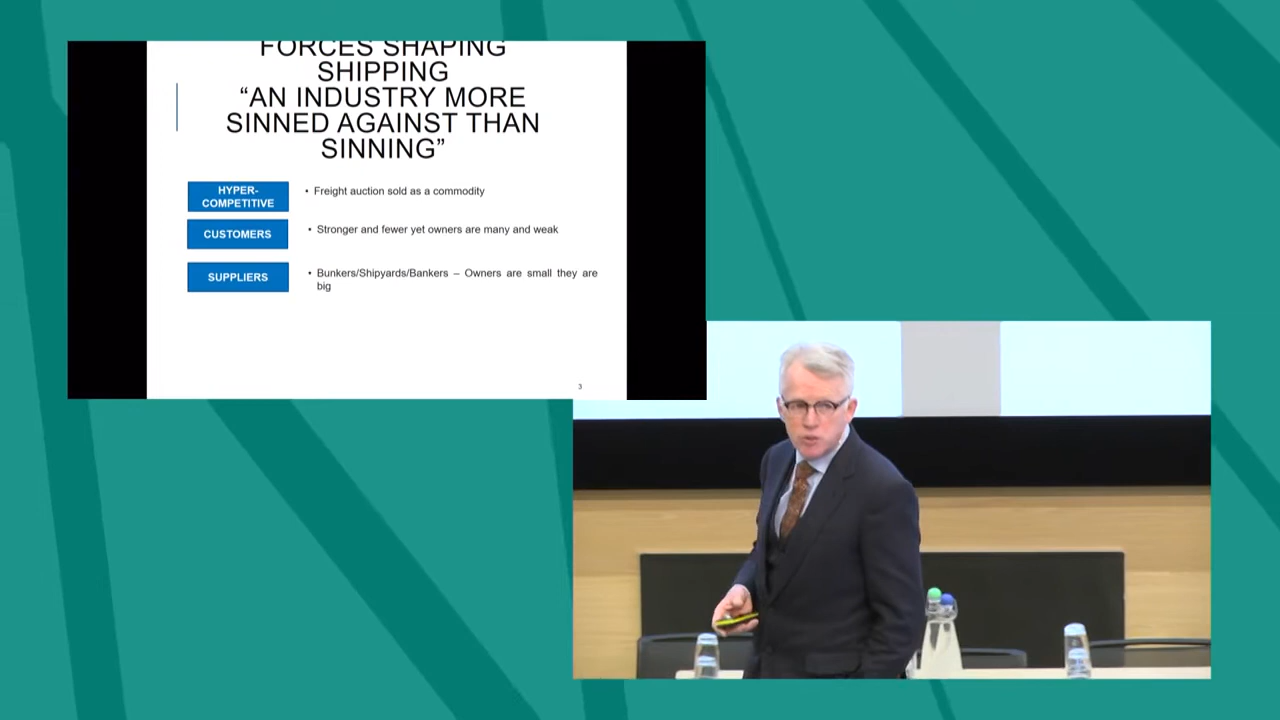 FORCES SHAPING
SHIPPING
“AN INDUSTRY MORE
SINNED AGAINST THAN
SINNING”
HYPER-
COMPETITIVE
• Freight auction sold as a commodity
CUSTOMERS
• Stronger and fewer yet owners are many and weak
SUPPLIERS
• Bunkers/Shipyards/Bankers – Owners are small they are
big
3